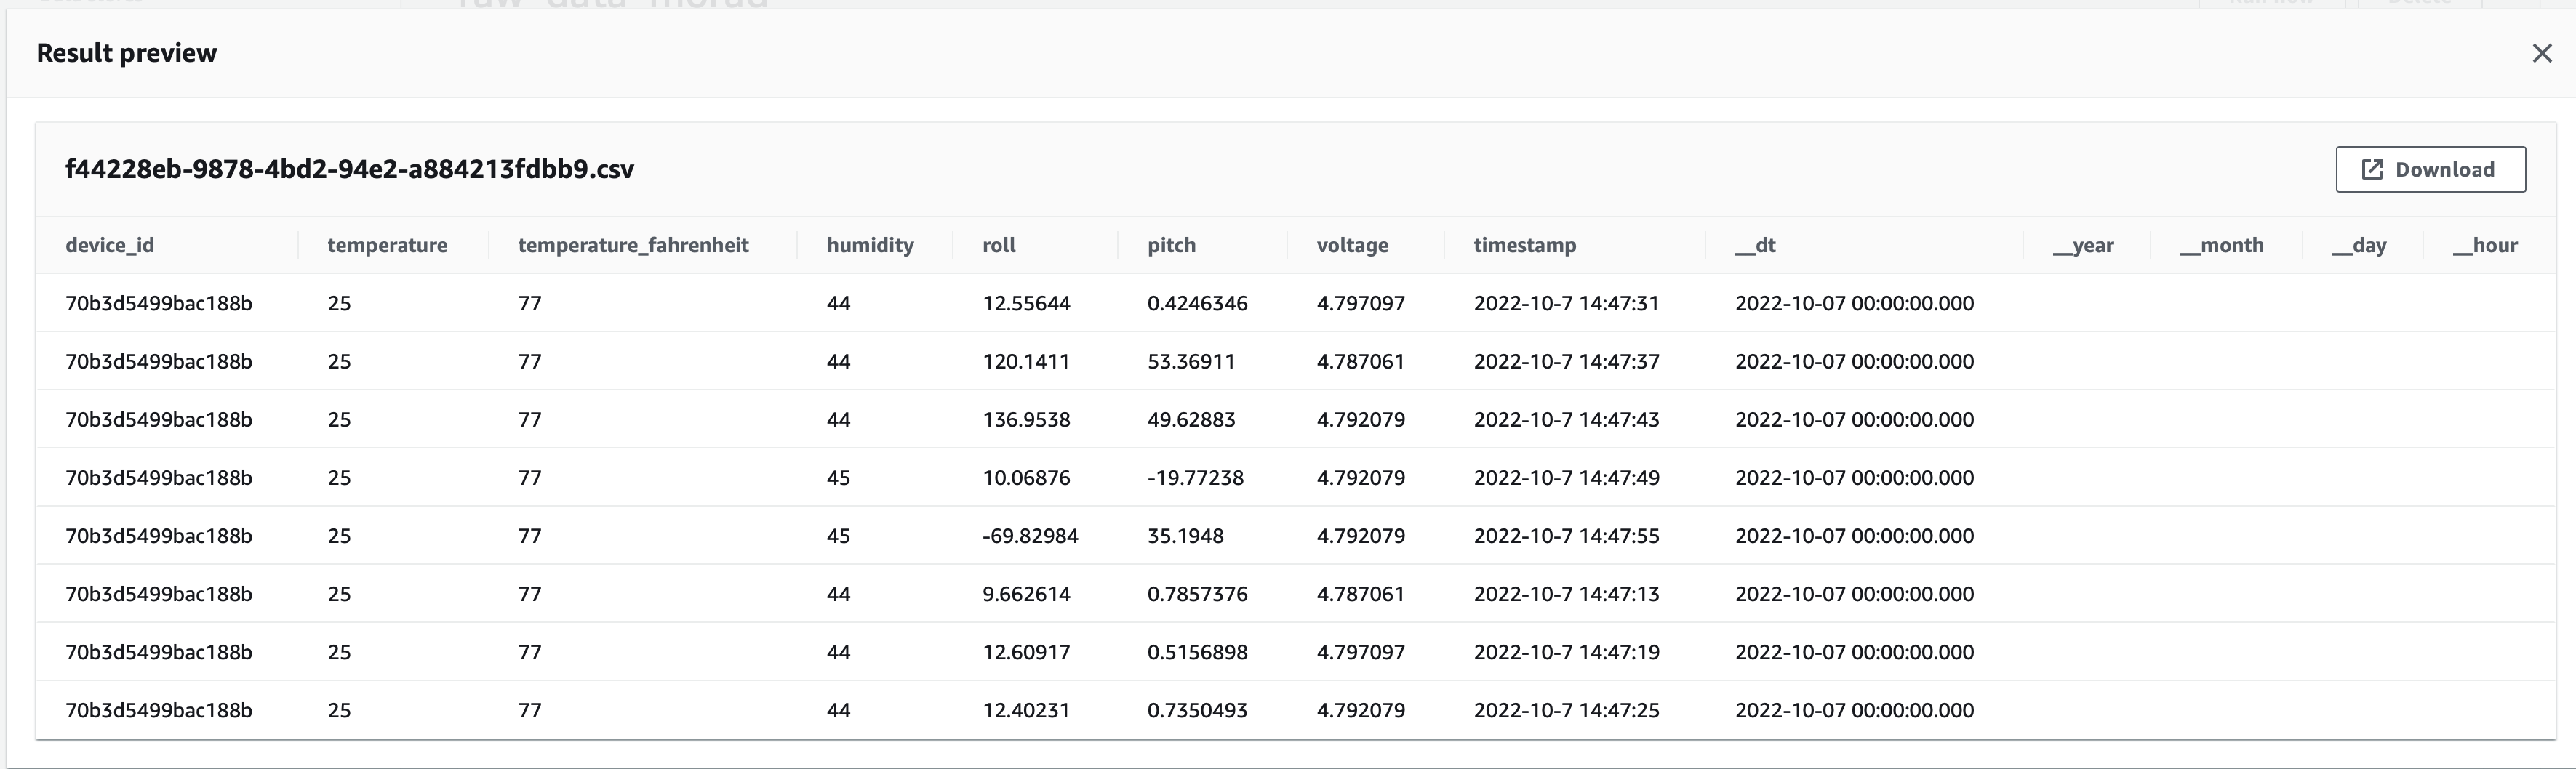 raw data morad
Result preview
f44228eb-9878-4bd2-94e2-a884213fdbb9.csv
Download
device_id temperature temperature_fahrenheit humidity roll pitch voltage timestamp __dt __year __month __day __hour
70b3d5499bac188b 25 77 44 12.55644 0.4246346 4.797097 2022-10-7 14:47:31 2022-10-07 00:00:00.000
70b3d5499bac188b 25 77 44 120.1411 53.36911 4.787061 2022-10-7 14:47:37 2022-10-07 00:00:00.000
70b3d5499bac188b 25 77 44 136.9538 49.62883 4.792079 2022-10-7 14:47:43 2022-10-07 00:00:00.000
70b3d5499bac188b 25 77 45 10.06876 -19.77238 4.792079 2022-10-7 14:47:49 2022-10-07 00:00:00.000
70b3d5499bac188b 25 77 45 -69.82984 35.1948 4.792079 2022-10-7 14:47:55 2022-10-07 00:00:00.000
70b3d5499bac188b 25 77 44 9.662614 0.7857376 4.787061 2022-10-7 14:47:13 2022-10-07 00:00:00.000
70b3d5499bac188b 25 77 44 12.60917 0.5156898 4.797097 2022-10-7 14:47:19 2022-10-07 00:00:00.000
70b3d5499bac188b 25 77 44 12.40231 0.7350493 4.792079 2022-10-7 14:47:25 2022-10-07 00:00:00.000